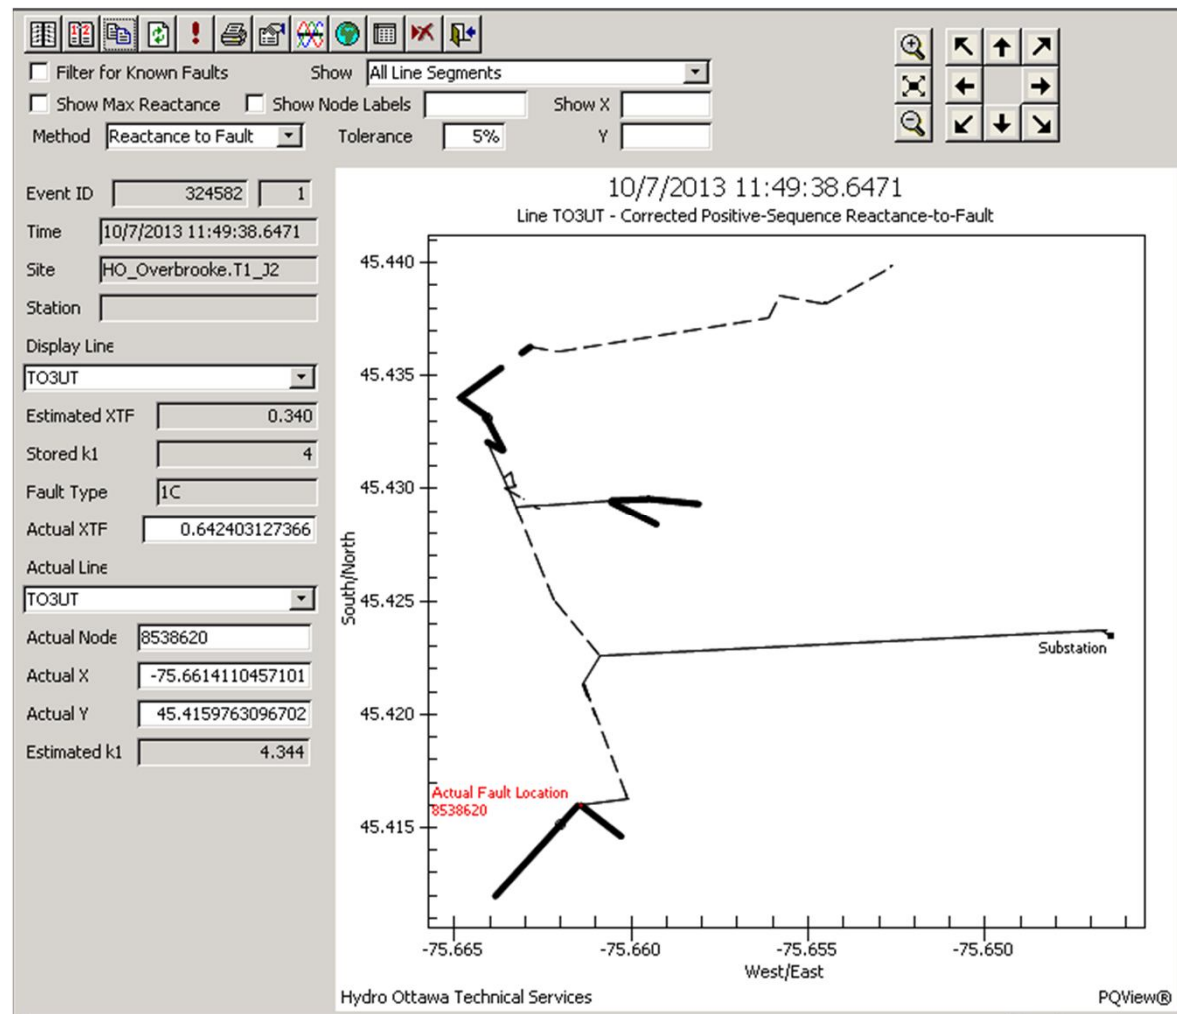 Filter for Known Faults
Show All Line Segments
Show Max Reactance
Show Node Labels
Show X
Method Reactance to Fault
Tolerance 5%
Y
Event ID 324582 1
Time 10/7/2013 11:49:38.6471
Site HO_Overbrooke.T1_J2
Station
Display Line
TO3UT
Estimated XTF 0.340
Stored k1 4
Fault Type 1C
Actual XTF 0.642403127366
Actual Line
TO3UT
Actual Node 8538620
Actual X -75.6614110457101
Actual Y 45.4159763096702
Estimated k1 4.344
10/7/2013 11:49:38.6471
Line TO3UT - Corrected Positive-Sequence Reactance-to-Fault
45.440
45.435
45.430
45.425
45.420
45.415
South/North
Substation
Actual Fault Location
8538620
-75.665
-75.660
-75.655
-75.650
West/East
Hydro Ottawa Technical Services
PQView®